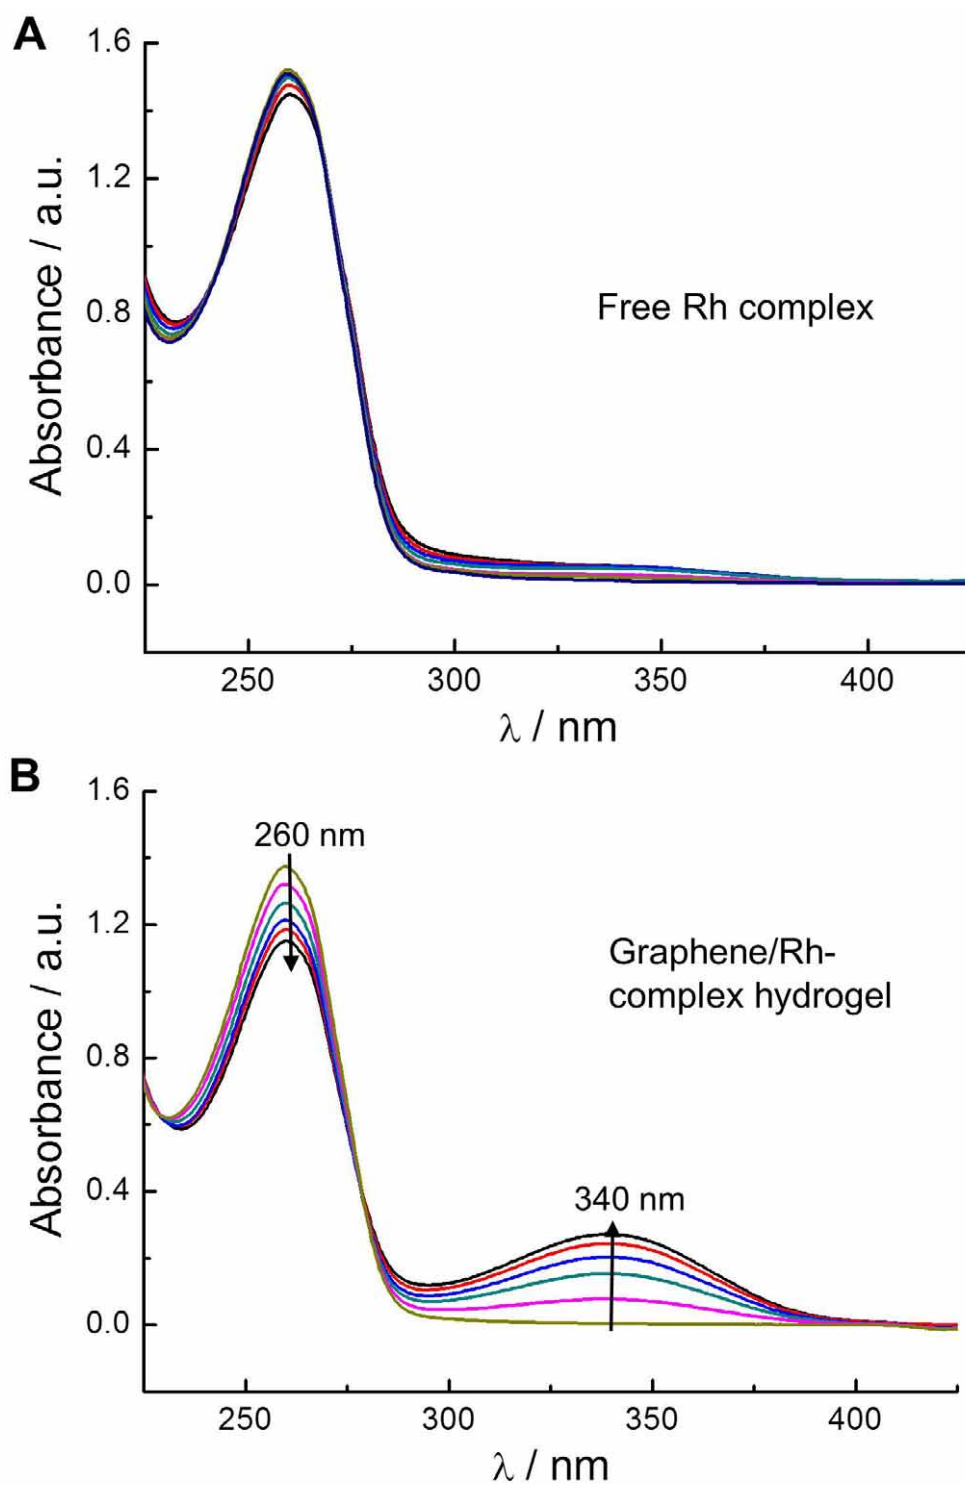 A
1.6
1.2
0.8
0.4
0.0
Absorbance / a.u.
Free Rh complex
250 300 350 400
λ / nm
B
1.6
1.2
0.8
0.4
0.0
Absorbance / a.u.
260 nm
Graphene/Rh-
complex hydrogel
340 nm
250 300 350 400
λ / nm